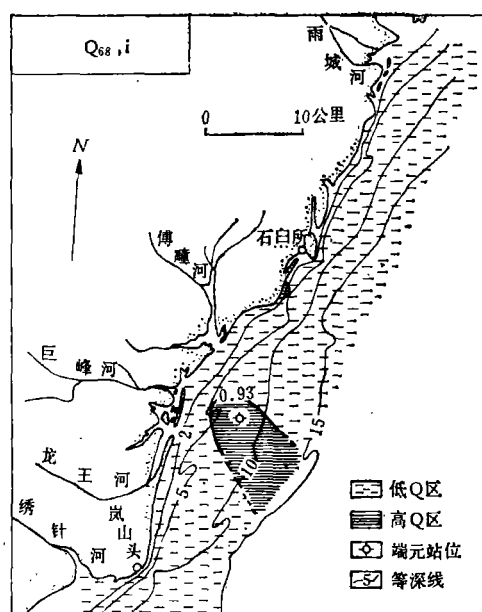 Q68, i
雨城河
0 10公里
N
石臼所
傅疃河
巨峰河
0.93
2
15
龙王河
10
5
岚山头
绣针河
低Q区
高Q区
端元站位
5 等深线